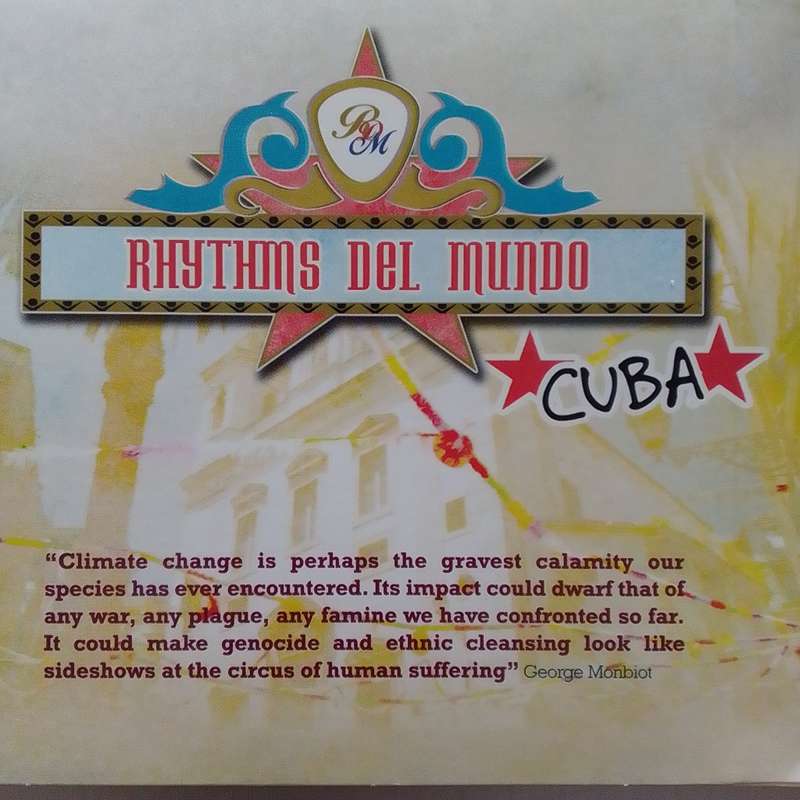 RDM
RHYTHMS DEL MUNDO
CUBA
“Climate change is perhaps the gravest calamity our
species has ever encountered. Its impact could dwarf that of
any war, any plague, any famine we have confronted so far.
It could make genocide and ethnic cleansing look like
sideshows at the circus of human suffering” George Monbiot